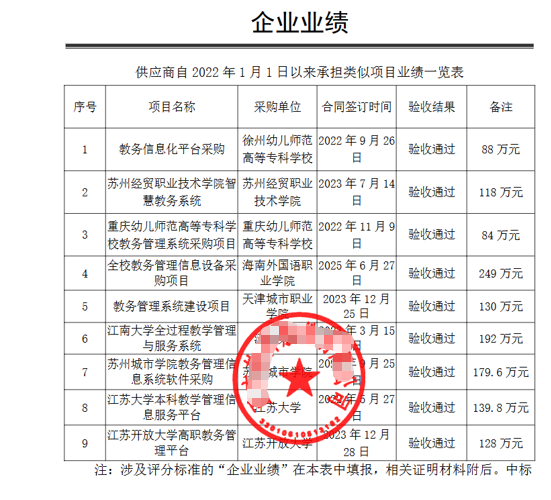 企业业绩
供应商自 2022 年 1 月 1 日以来承担类似项目业绩一览表
序号 项目名称 采购单位 合同签订时间 验收结果 备注
1 教务信息化平台采购 徐州幼儿师范高等专科学校 2022 年 9 月 26 日 验收通过 88 万元
2 苏州经贸职业技术学院智慧教务系统 苏州经贸职业技术学院 2023 年 7 月 14 日 验收通过 118 万元
3 重庆幼儿师范高等专科学校教务管理系统采购项目 重庆幼儿师范高等专科学校 2022 年 11 月 9 日 验收通过 84 万元
4 全校教务管理信息设备采购项目 海南外国语职业学院 2025 年 6 月 27 日 验收通过 249 万元
5 教务管理系统建设项目 天津城市职业学院 2023 年 12 月 25 日 验收通过 130 万元
6 江南大学全过程教学管理与服务系统 年 3 月 15 验收通过 192 万元
7 苏州城市学院教务管理信息系统软件采购 城市学院 月 25 日 验收通过 179.6 万元
8 江苏大学本科教学管理信息服务平台 江苏大学 月 27 日 验收通过 139.8 万元
9 江苏开放大学高职教务管理平台 江苏开放大学 2023 年 12 月 28 日 验收通过 128 万元
注：涉及评分标准的“企业业绩”在本表中填报，相关证明材料附后。中标